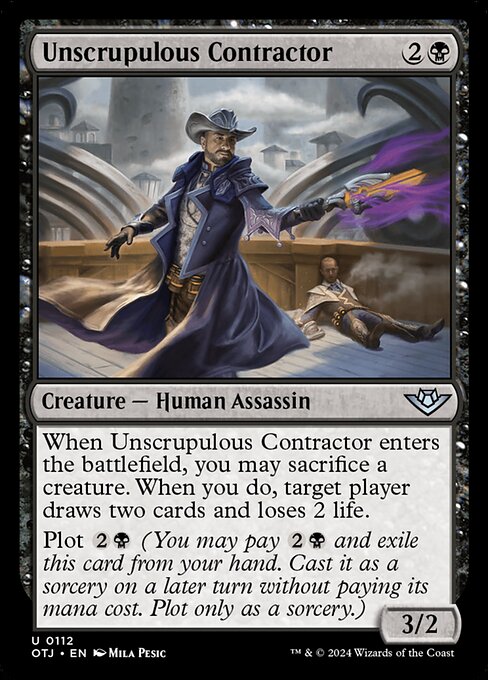 Unscrupulous Contractor 2
Creature — Human Assassin
When Unscrupulous Contractor enters
the battlefield, you may sacrifice a
creature. When you do, target player
draws two cards and loses 2 life.
Plot 2 (You may pay 2 and exile
this card from your hand. Cast it as a
sorcery on a later turn without paying its
mana cost. Plot only as a sorcery.)
3/2
U 0112
OTJ • EN Mila Pesic
™ & © 2024 Wizards of the Coast